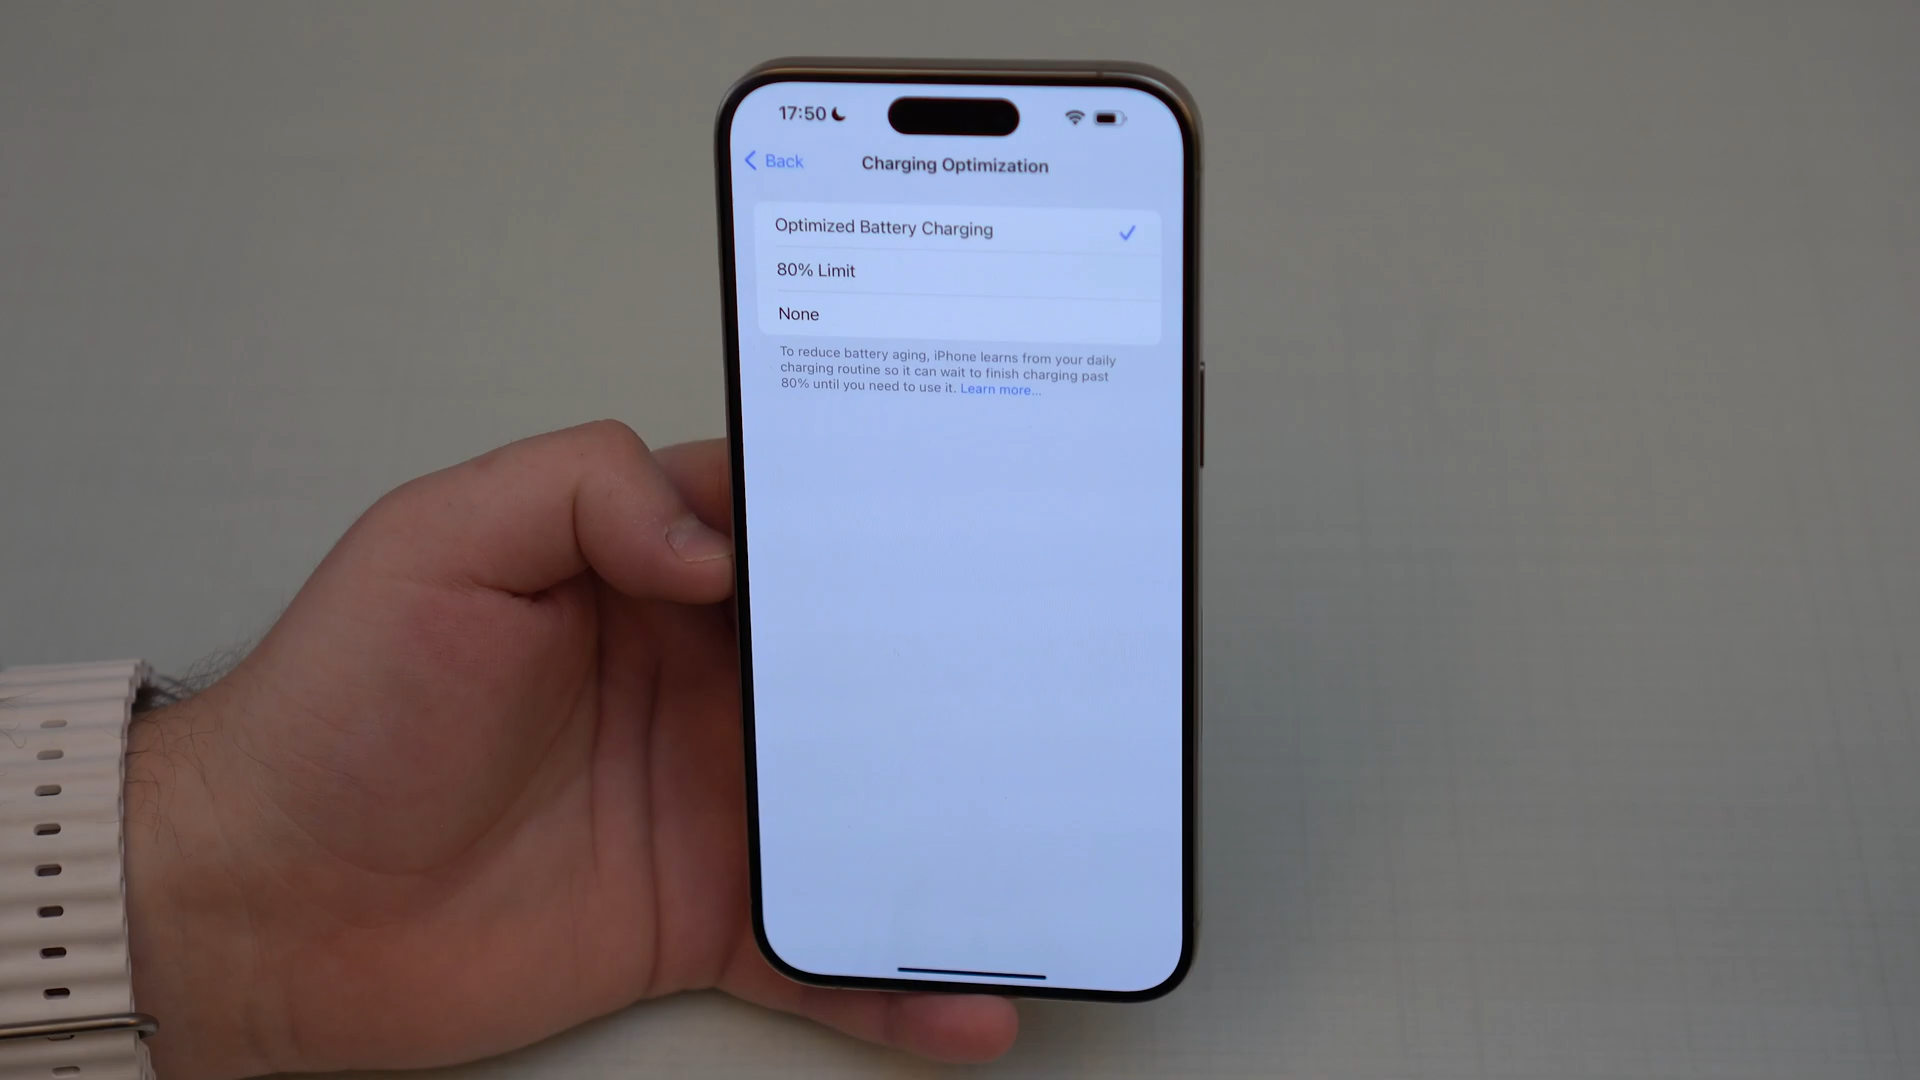 17:50
Back
Charging Optimization
Optimized Battery Charging
80% Limit
None
To reduce battery aging, iPhone learns from your daily
charging routine so it can wait to finish charging past
80% until you need to use it. Learn more...